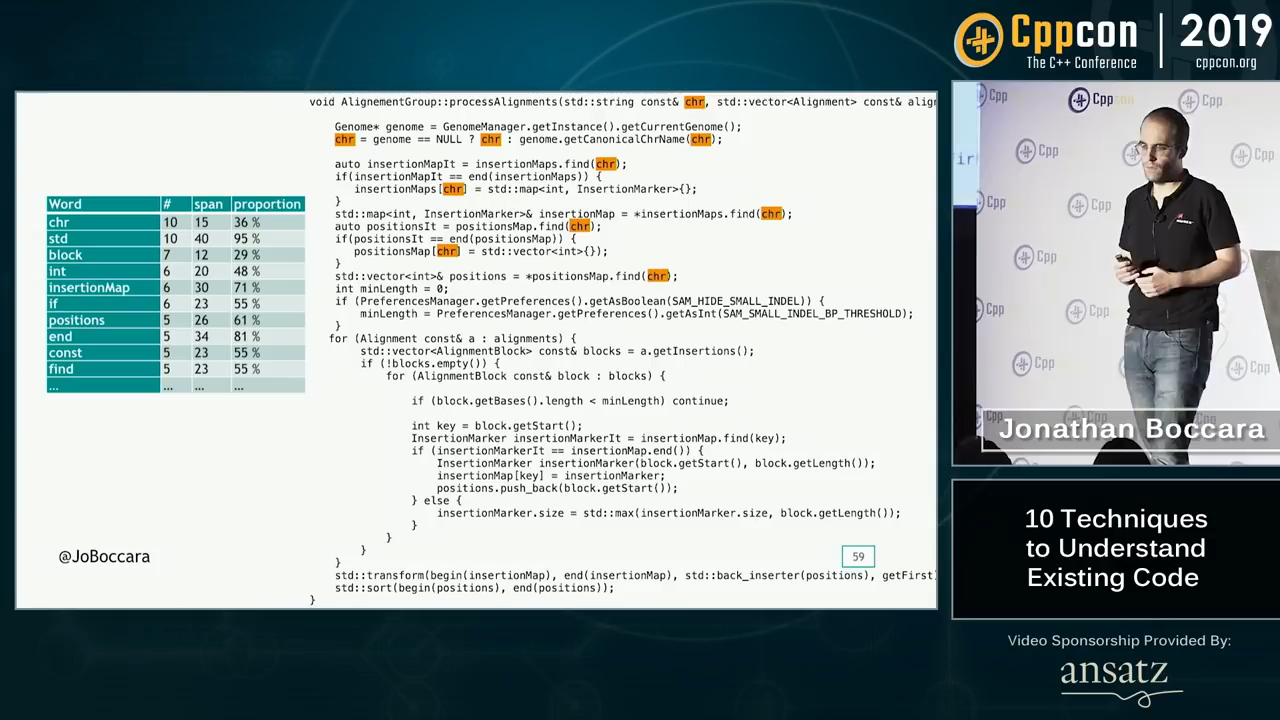 Cppcon | 2019
The C++ Conference
cppcon.org
void AlignementGroup::processAlignments(std::string const& chr, std::vector<Alignment> const& align
Genome* genome = GenomeManager.getInstance().getCurrentGenome();
chr = genome == NULL ? chr : genome.getCanonicalChrName(chr);
auto insertionMapIt = insertionMaps.find(chr);
if(insertionMapIt == end(insertionMaps)) {
insertionMaps[chr] = std::map<int, InsertionMarker>{};
}
std::map<int, InsertionMarker>& insertionMap = *insertionMaps.find(chr);
auto positionsIt = positionsMap.find(chr);
if(positionsIt == end(positionsMap)) {
positionsMap[chr] = std::vector<int>{});
}
std::vector<int>& positions = *positionsMap.find(chr);
int minLength = 0;
if (PreferencesManager.getPreferences().getAsBoolean(SAM_HIDE_SMALL_INDEL)) {
minLength = PreferencesManager.getPreferences().getAsInt(SAM_SMALL_INDEL_BP_THRESHOLD);
}
for (Alignment const& a : alignments) {
std::vector<AlignmentBlock> const& blocks = a.getInsertions();
if (!blocks.empty()) {
for (AlignmentBlock const& block : blocks) {
if (block.getBases().length < minLength) continue;
int key = block.getStart();
InsertionMarker insertionMarkerIt = insertionMap.find(key);
if (insertionMarkerIt == insertionMap.end()) {
InsertionMarker insertionMarker(block.getStart(), block.getLength());
insertionMap[key] = insertionMarker;
positions.push_back(block.getStart());
} else {
insertionMarker.size = std::max(insertionMarker.size, block.getLength());
}
}
}
}
std::transform(begin(insertionMap), end(insertionMap), std::back_inserter(positions), getFirst)
std::sort(begin(positions), end(positions));
}
Word # span proportion
chr 10 15 36 %
std 10 40 95 %
block 7 12 29 %
int 6 20 48 %
insertionMap 6 30 71 %
if 6 23 55 %
positions 5 26 61 %
end 5 34 81 %
const 5 23 55 %
find 5 23 55 %
... ... ... ...
@JoBoccara
59
Jonathan Boccara
10 Techniques
to Understand
Existing Code
Video Sponsorship Provided By:
ansatz